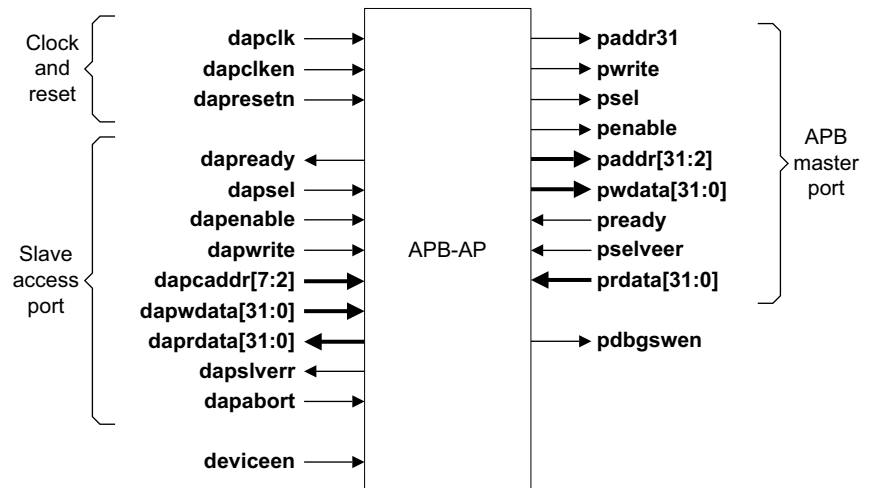 Clock
and
reset
dapclk
dapclken
dapresetn
Slave
access
port
dapready
dapsel
dapenable
dapwrite
dapcaddr[7:2]
dapwdata[31:0]
daprdata[31:0]
dapslverr
dapabort
deviceen
APB-AP
paddr31
pwrite
psel
penable
paddr[31:2]
pwdata[31:0]
pready
pselveer
prdata[31:0]
pdbgswen
APB
master
port